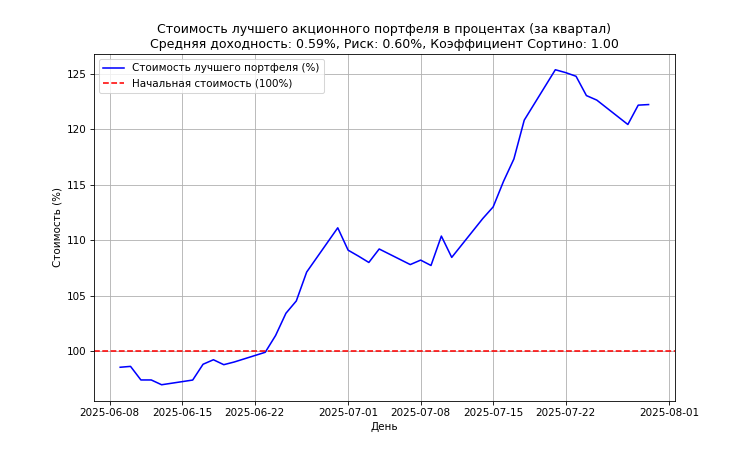 Стоимость лучшего акционного портфеля в процентах (за квартал)
Средняя доходность: 0.59%, Риск: 0.60%, Коэффициент Сортино: 1.00
Стоимость лучшего портфеля (%)
Начальная стоимость (100%)
Стоимость (%)
125
120
115
110
105
100
2025-06-08 2025-06-15 2025-06-22 2025-07-01 2025-07-08 2025-07-15 2025-07-22 2025-08-01
День